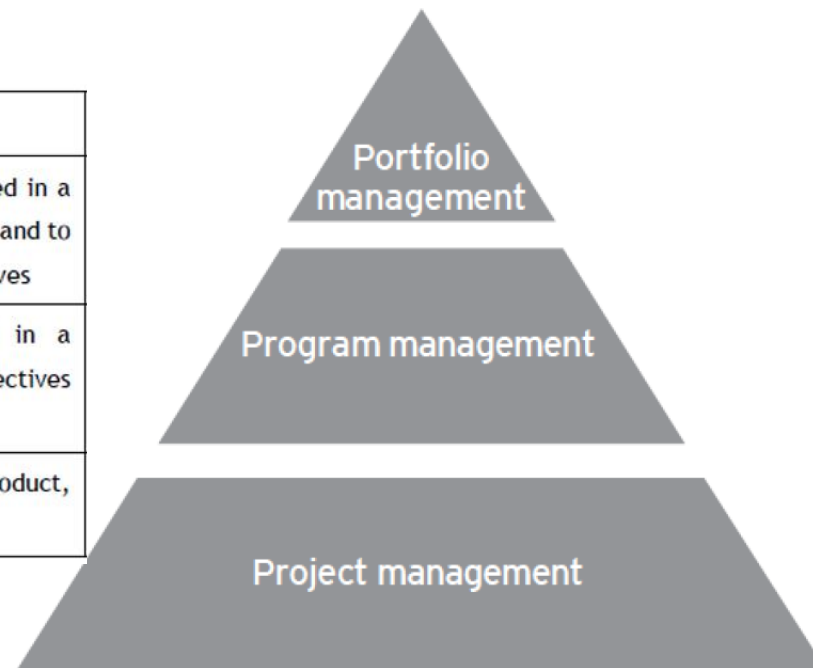 ed in a
and to
ves
in a
ectives
oduct,
Portfolio
management
Program management
Project management